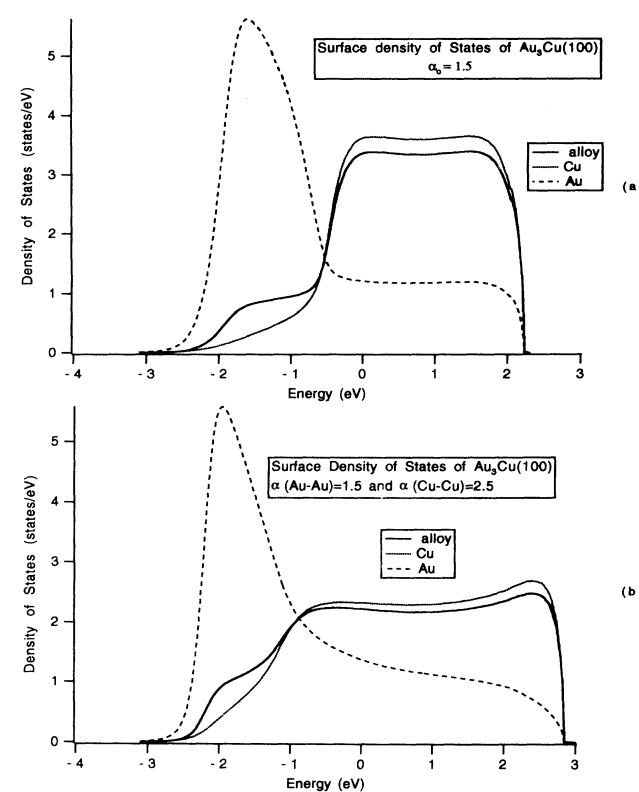 Surface density of States of Au₃Cu(100)
αₒ = 1.5
alloy
Cu
Au
(a
Density of States (states/eV)
5
4
3
2
1
0
-4 -3 -2 -1 0 1 2 3
Energy (eV)
Surface Density of States of Au₃Cu(100)
α (Au-Au)=1.5 and α (Cu-Cu)=2.5
alloy
Cu
Au
(b
Density of States (states/eV)
5
4
3
2
1
0
-4 -3 -2 -1 0 1 2 3
Energy (eV)